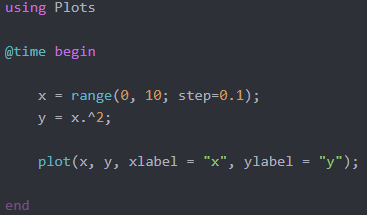 using Plots
@time begin
x = range(0, 10; step=0.1);
y = x.^2;
plot(x, y, xlabel = "x", ylabel = "y");
end